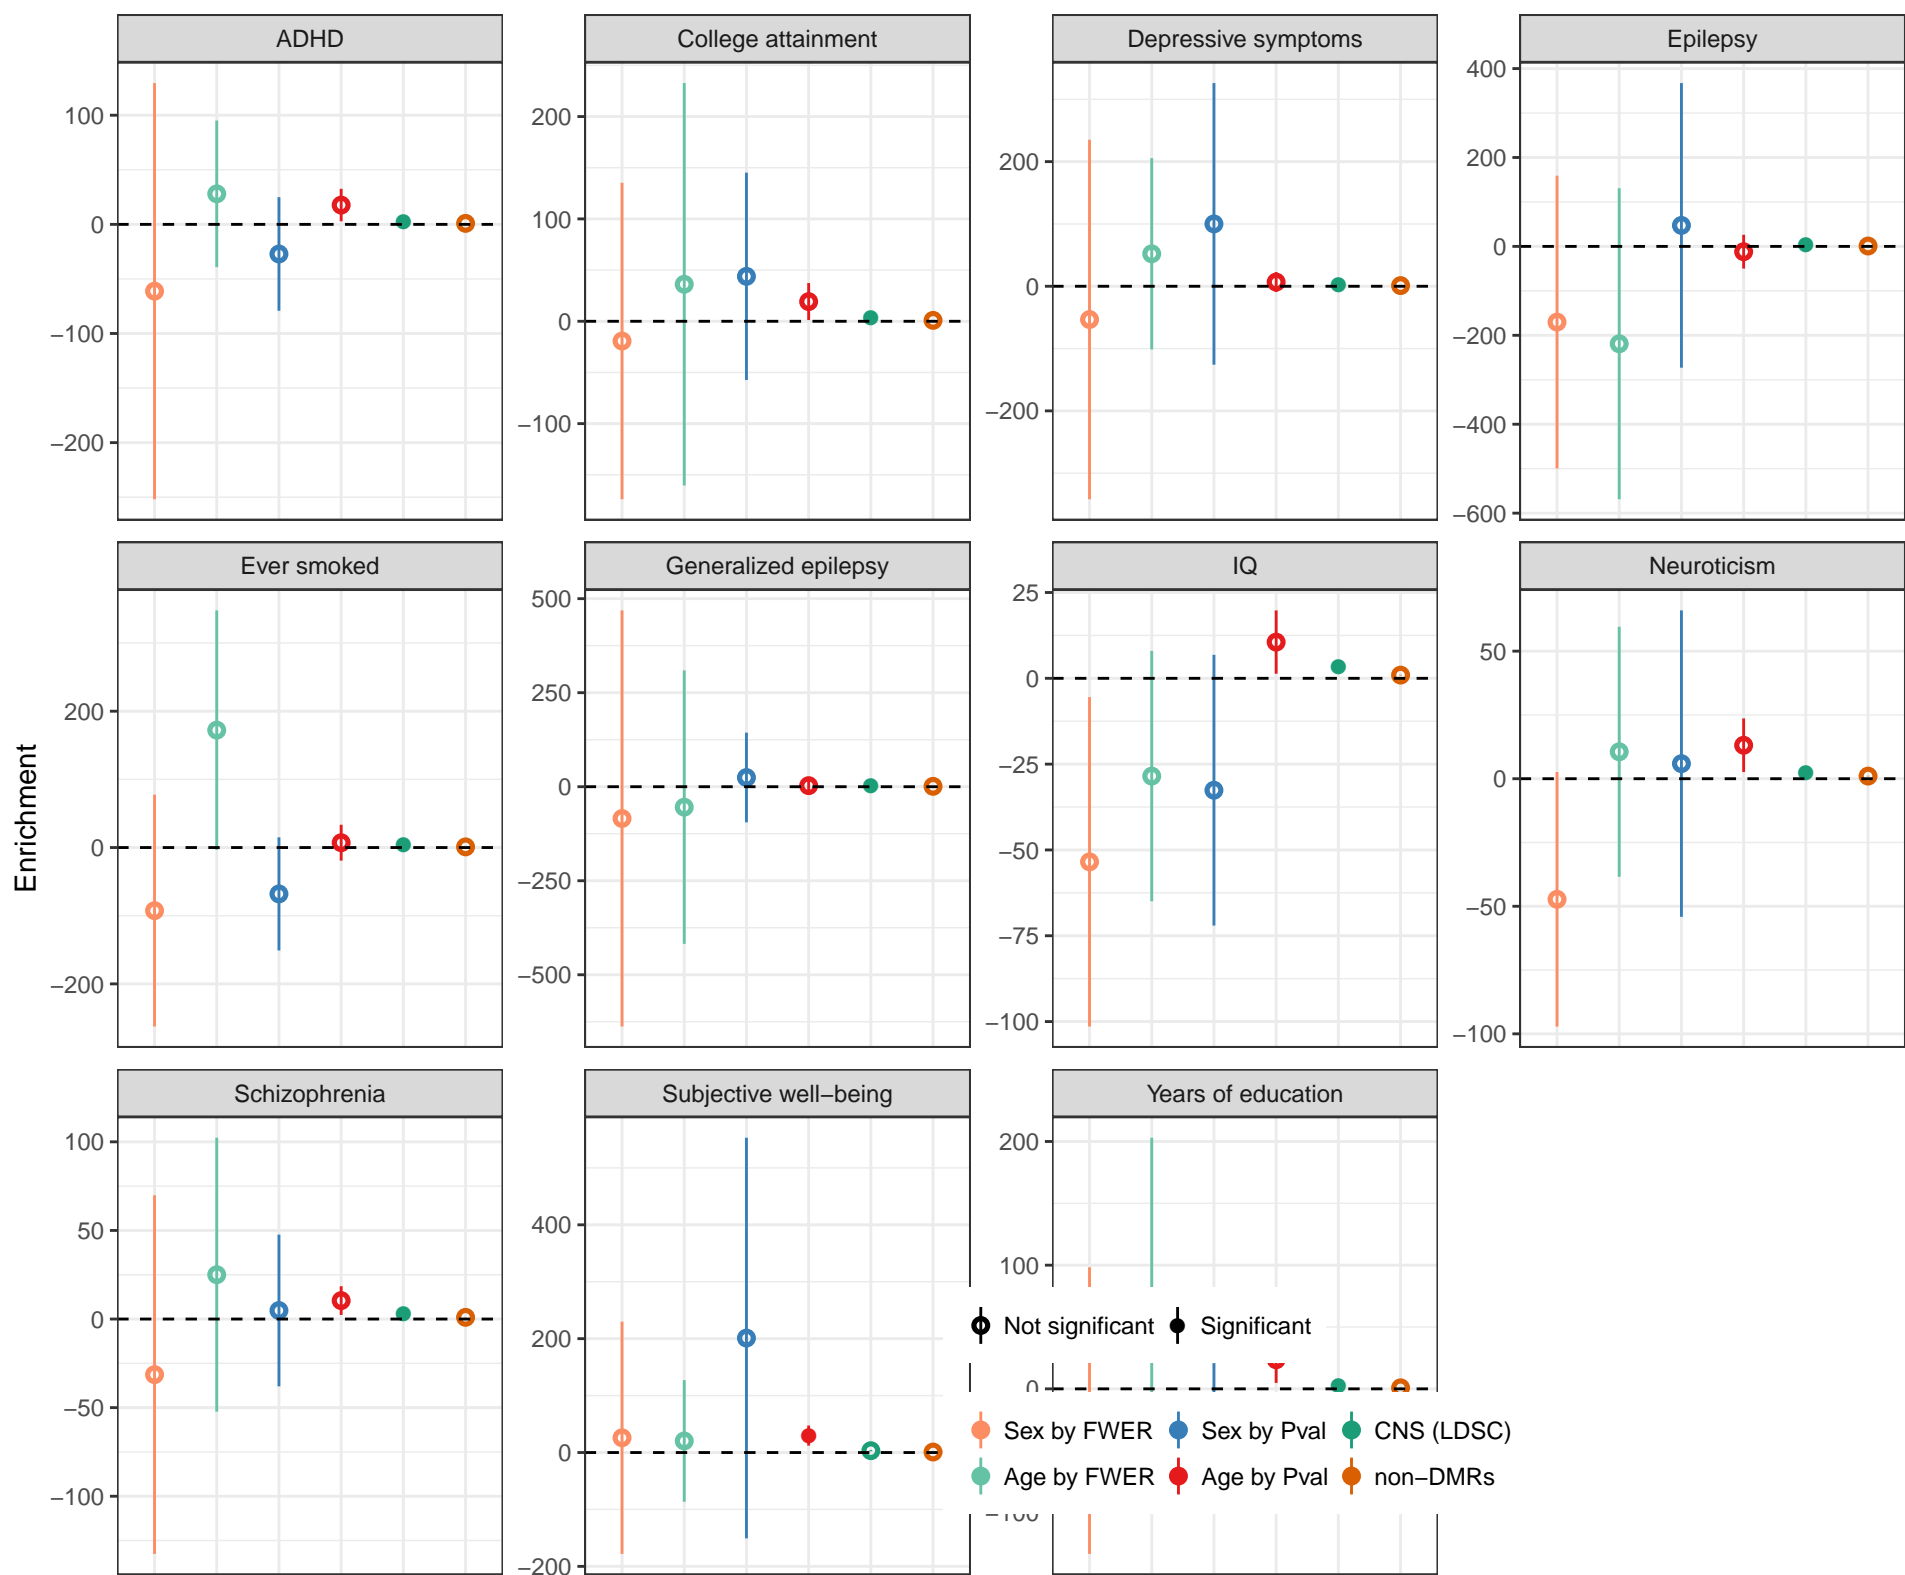 ADHD
College attainment
Depressive symptoms
Epilepsy
100
0
−100
−200
200
100
0
−100
200
0
−200
400
200
0
−200
−400
−600
Ever smoked
Generalized epilepsy
IQ
Neuroticism
200
0
−200
500
250
0
−250
−500
25
0
−25
−50
−75
−100
50
0
−50
−100
Enrichment
Schizophrenia
Subjective well−being
Years of education
100
50
0
−50
−100
400
200
0
−200
200
100
0
−100
Not significant
Significant
Sex by FWER
Sex by Pval
CNS (LDSC)
Age by FWER
Age by Pval
non−DMRs